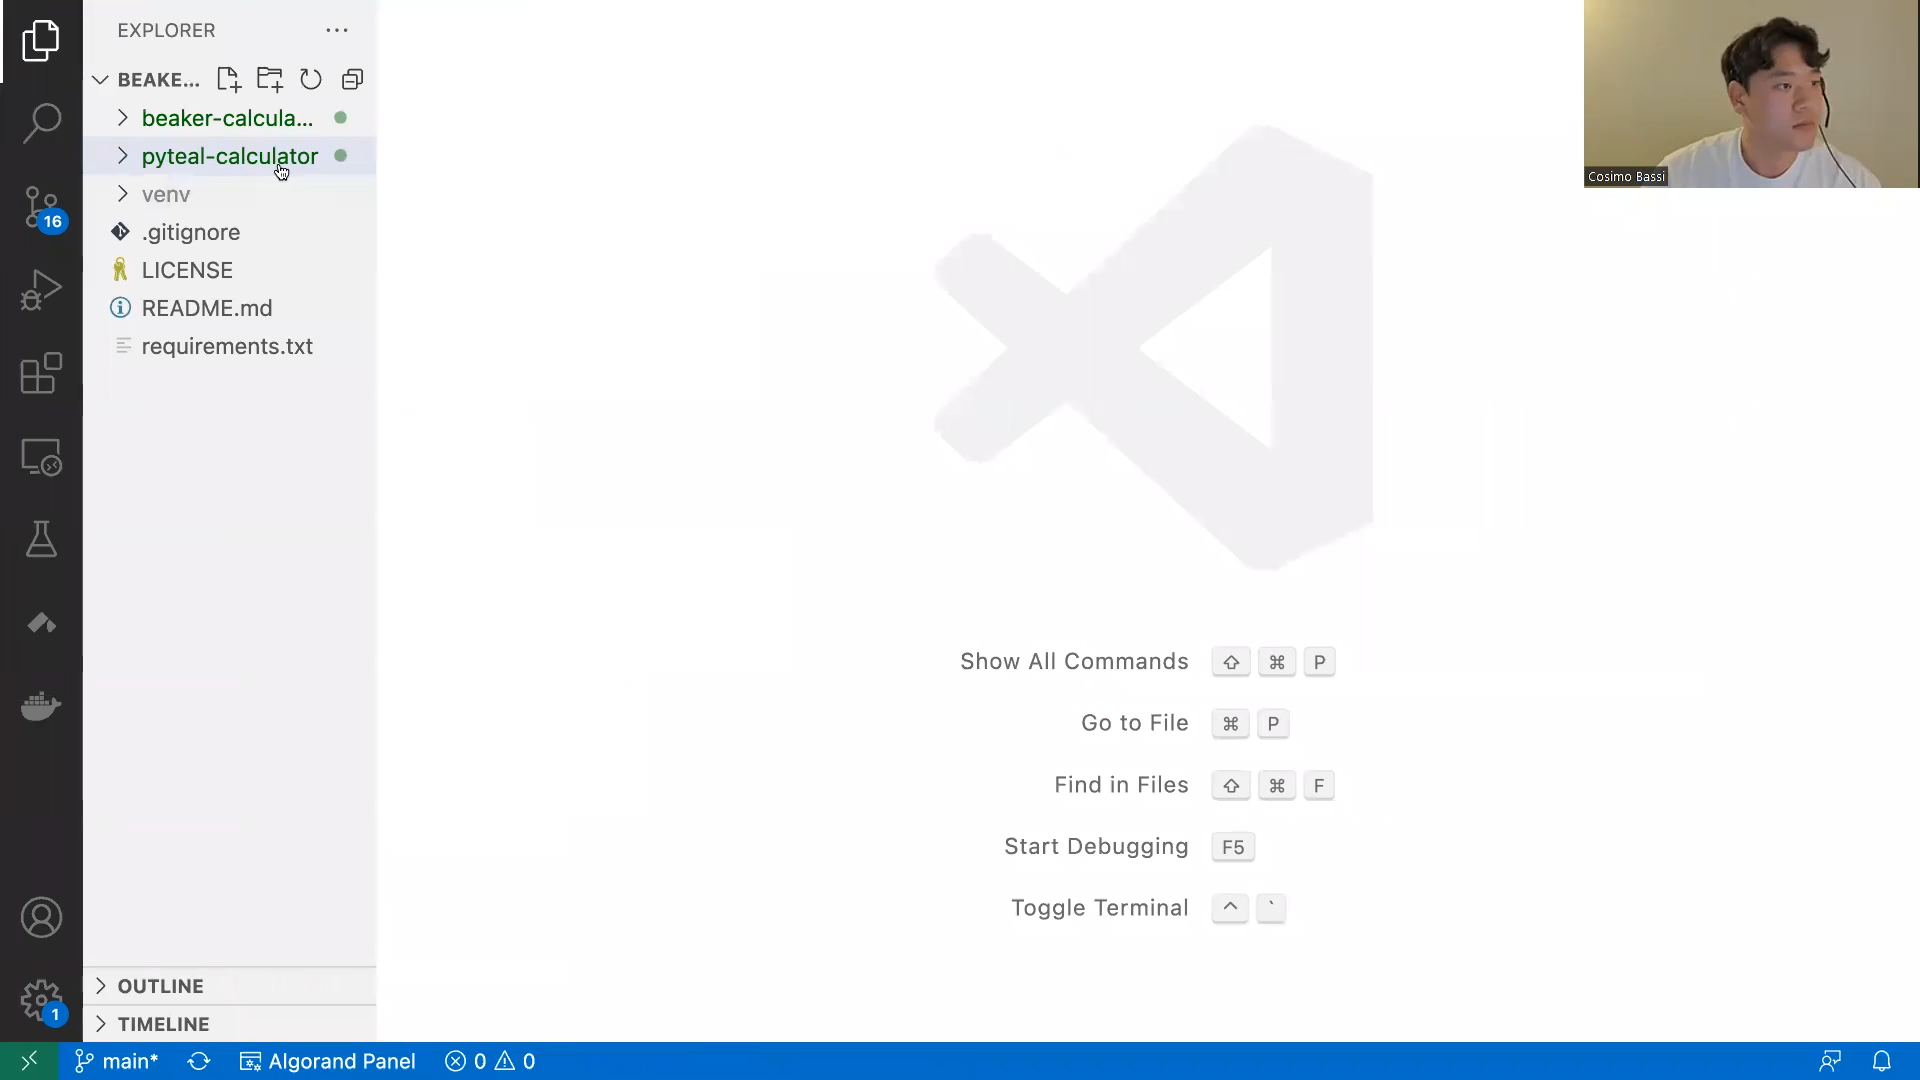 EXPLORER
BEAKE...
beaker-calcula...
pyteal-calculator
venv
.gitignore
LICENSE
README.md
requirements.txt
16
1
Cosimo Bassi
Show All Commands ⇧ ⌘ P
Go to File ⌘ P
Find in Files ⇧ ⌘ F
Start Debugging F5
Toggle Terminal ^ `
OUTLINE
TIMELINE
main* Algorand Panel 0 0